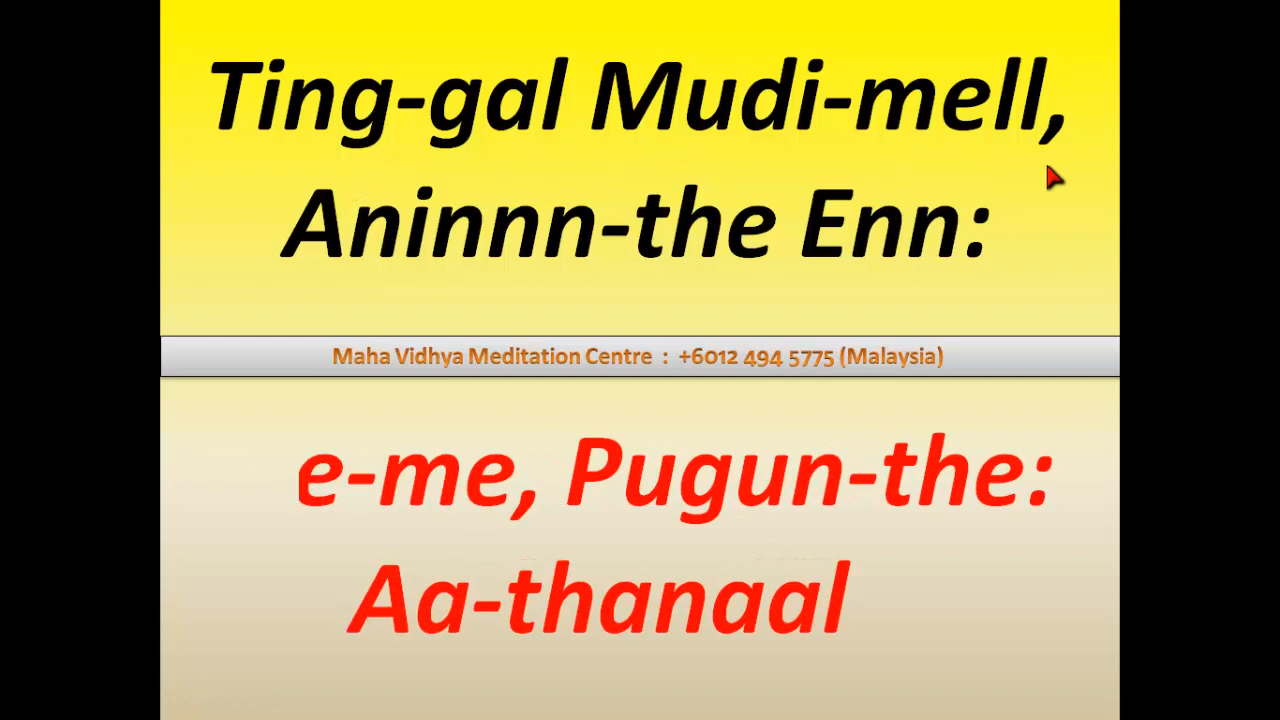 Ting-gal Mudi-mell,
Aninnn-the Enn:
Maha Vidhya Meditation Centre : +6012 494 5775 (Malaysia)
e-me, Pugun-the:
Aa-thanaal